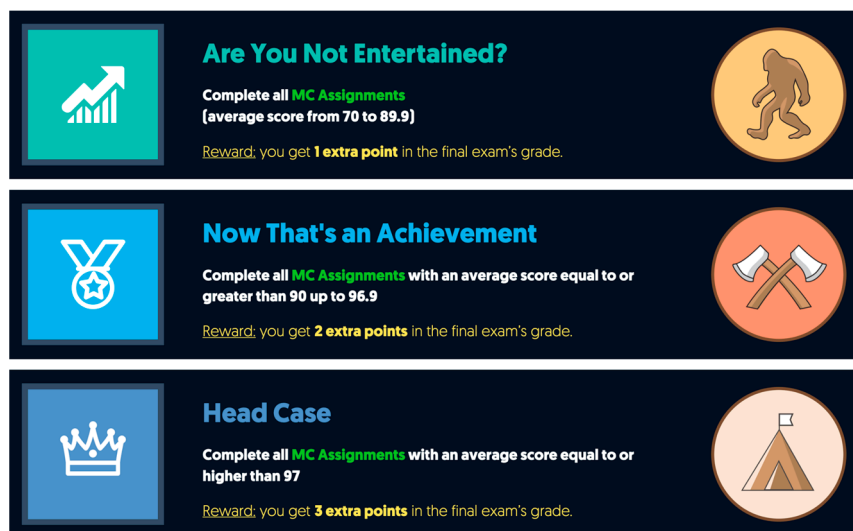 Are You Not Entertained?
Complete all MC Assignments
(average score from 70 to 89.9)
Reward: you get 1 extra point in the final exam's grade.
Now That's an Achievement
Complete all MC Assignments with an average score equal to or
greater than 90 up to 96.9
Reward: you get 2 extra points in the final exam's grade.
Head Case
Complete all MC Assignments with an average score equal to or
higher than 97
Reward: you get 3 extra points in the final exam's grade.